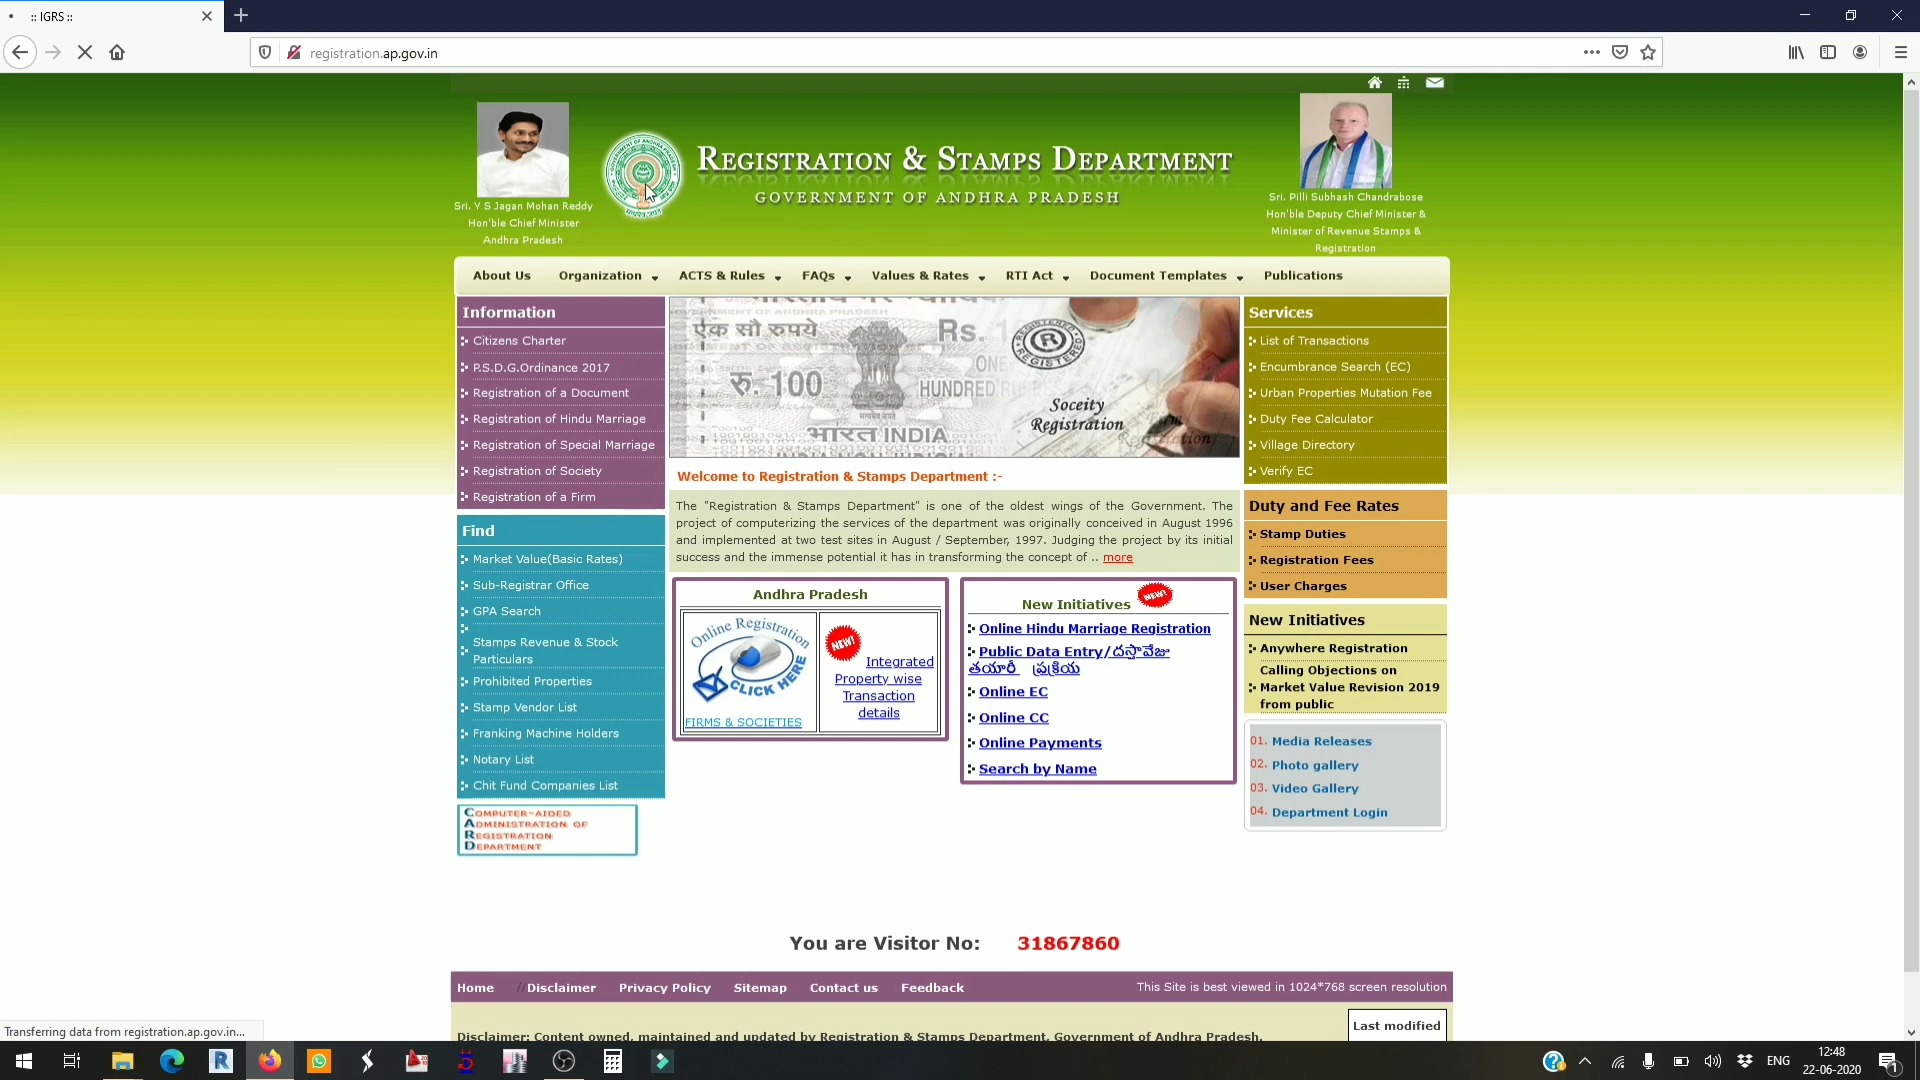 :: IGRS ::
registration.ap.gov.in
REGISTRATION & STAMPS DEPARTMENT
GOVERNMENT OF ANDHRA PRADESH
Sri. Y S Jagan Mohan Reddy
Hon'ble Chief Minister
Andhra Pradesh
Sri. Pilli Subhash Chandrabose
Hon'ble Deputy Chief Minister &
Minister of Revenue Stamps &
Registration
About Us Organization ACTS & Rules FAQs Values & Rates RTI Act Document Templates Publications
Information
Citizens Charter
P.S.D.G.Ordinance 2017
Registration of a Document
Registration of Hindu Marriage
Registration of Special Marriage
Registration of Society
Registration of a Firm
Find
Market Value(Basic Rates)
Sub-Registrar Office
GPA Search
Stamps Revenue & Stock
Particulars
Prohibited Properties
Stamp Vendor List
Franking Machine Holders
Notary List
Chit Fund Companies List
COMPUTER-AIDED
ADMINISTRATION OF
REGISTRATION
DEPARTMENT
एक सौ रुपये
Rs. 1
रु. 100
ONE
HUNDRED
सत्यमेव जयते
भारत INDIA
REGISTERED
Soceity
Registration
Welcome to Registration & Stamps Department :-
The "Registration & Stamps Department" is one of the oldest wings of the Government. The
project of computerizing the services of the department was originally conceived in August 1996
and implemented at two test sites in August / September, 1997. Judging the project by its initial
success and the immense potential it has in transforming the concept of .. more
Andhra Pradesh
Online Registration
CLICK HERE
FIRMS & SOCIETIES
NEW!
Integrated
Property wise
Transaction
details
New Initiatives NEW!
Online Hindu Marriage Registration
Public Data Entry/దస్తావేజు
తయారీ ప్రక్రియ
Online EC
Online CC
Online Payments
Search by Name
Services
List of Transactions
Encumbrance Search (EC)
Urban Properties Mutation Fee
Duty Fee Calculator
Village Directory
Verify EC
Duty and Fee Rates
Stamp Duties
Registration Fees
User Charges
New Initiatives
Anywhere Registration
Calling Objections on
Market Value Revision 2019
from public
01. Media Releases
02. Photo gallery
03. Video Gallery
04. Department Login
You are Visitor No: 31867860
Home // Disclaimer Privacy Policy Sitemap Contact us Feedback This Site is best viewed in 1024*768 screen resolution
Disclaimer: Content owned, maintained and updated by Registration & Stamps Department, Government of Andhra Pradesh.
Last modified
Transferring data from registration.ap.gov.in...
ENG
12:48
22-06-2020